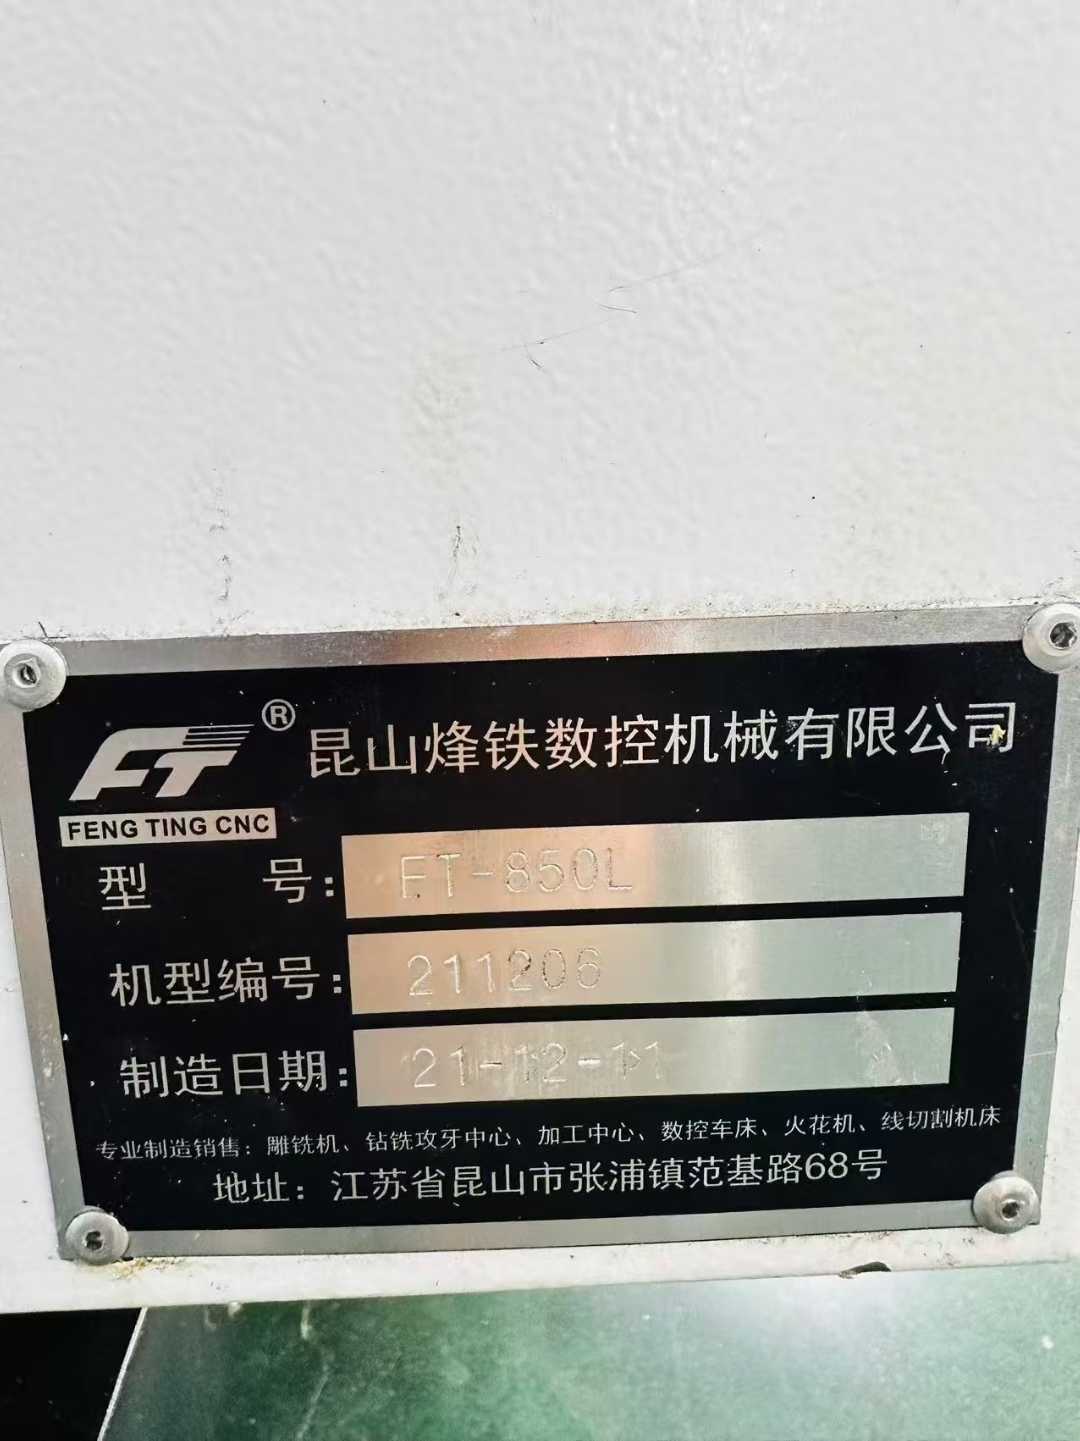 FT®
昆山烽铁数控机械有限公司
FENG TING CNC
型 号: FT-850L
机型编号: 211206
制造日期: 21-12-11
专业制造销售：雕铣机、钻铣攻牙中心、加工中心、数控车床、火花机、线切割机床
地址：江苏省昆山市张浦镇范基路68号